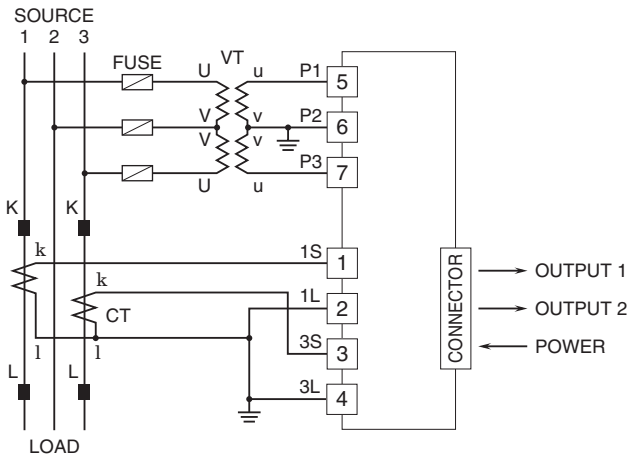 SOURCE
1 2 3
FUSE
VT
U u P1 5
V v P2 6
V v
U u P3 7
K K
k 1S 1
k
1L 2
CT
l l
3S 3
L L
3L 4
LOAD
CONNECTOR
OUTPUT 1
OUTPUT 2
POWER